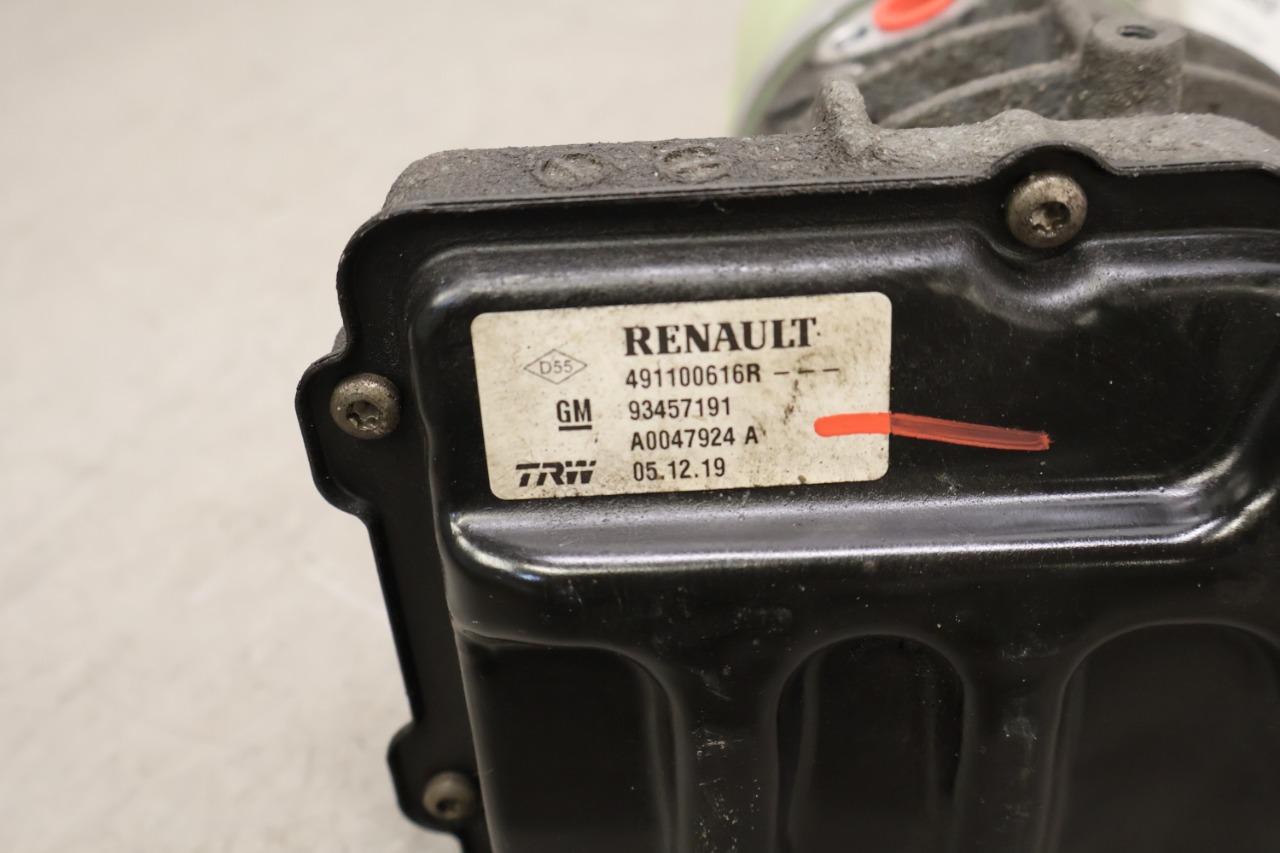 RENAULT
D55 491100616R - - -
GM 93457191
A0047924 A
TRW 05.12.19